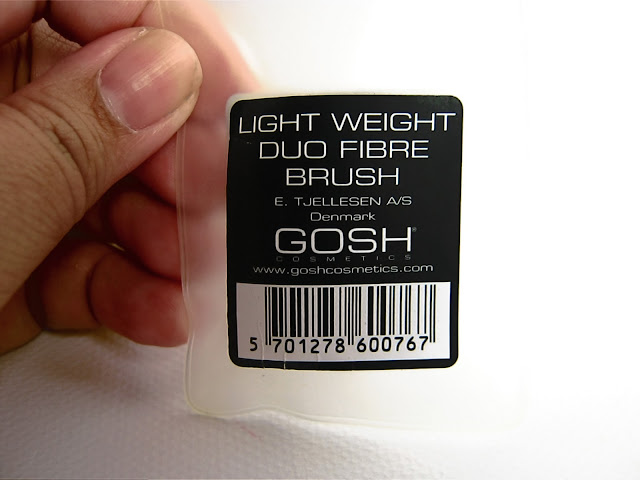 LIGHT WEIGHT
DUO FIBRE
BRUSH
E. TJELLESEN A/S
Denmark
GOSH®
COSMETICS
www.goshcosmetics.com
5 701278 600767